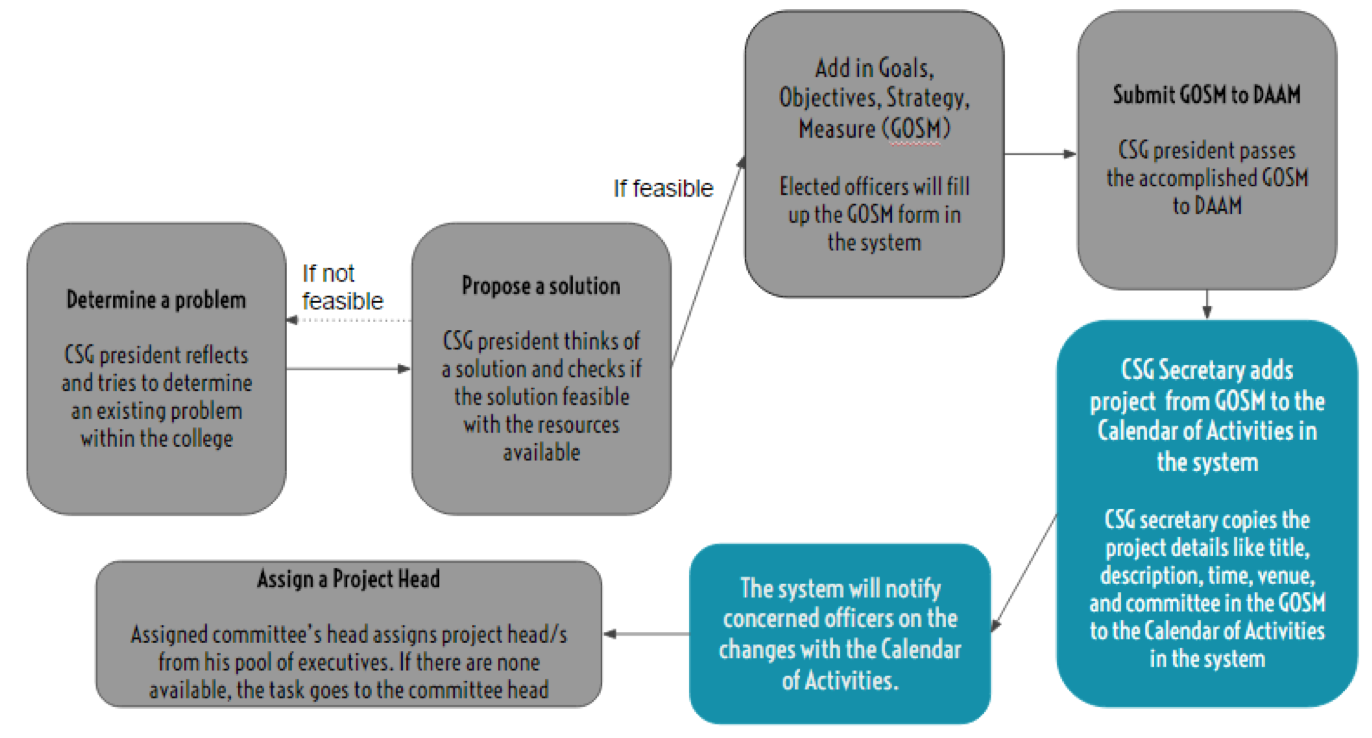 Determine a problem
CSG president reflects
and tries to determine
an existing problem
within the college
If not
feasible
Propose a solution
CSG president thinks of
a solution and checks if
the solution feasible
with the resources
available
If feasible
Add in Goals,
Objectives, Strategy,
Measure (GOSM)
Elected officers will fill
up the GOSM form in
the system
Submit GOSM to DAAM
CSG president passes
the accomplished GOSM
to DAAM
CSG Secretary adds
project from GOSM to the
Calendar of Activities in
the system
CSG secretary copies the
project details like title,
description, time, venue,
and committee in the GOSM
to the Calendar of Activities
in the system
The system will notify
concerned officers on the
changes with the Calendar
of Activities.
Assign a Project Head
Assigned committee's head assigns project head/s
from his pool of executives. If there are none
available, the task goes to the committee head